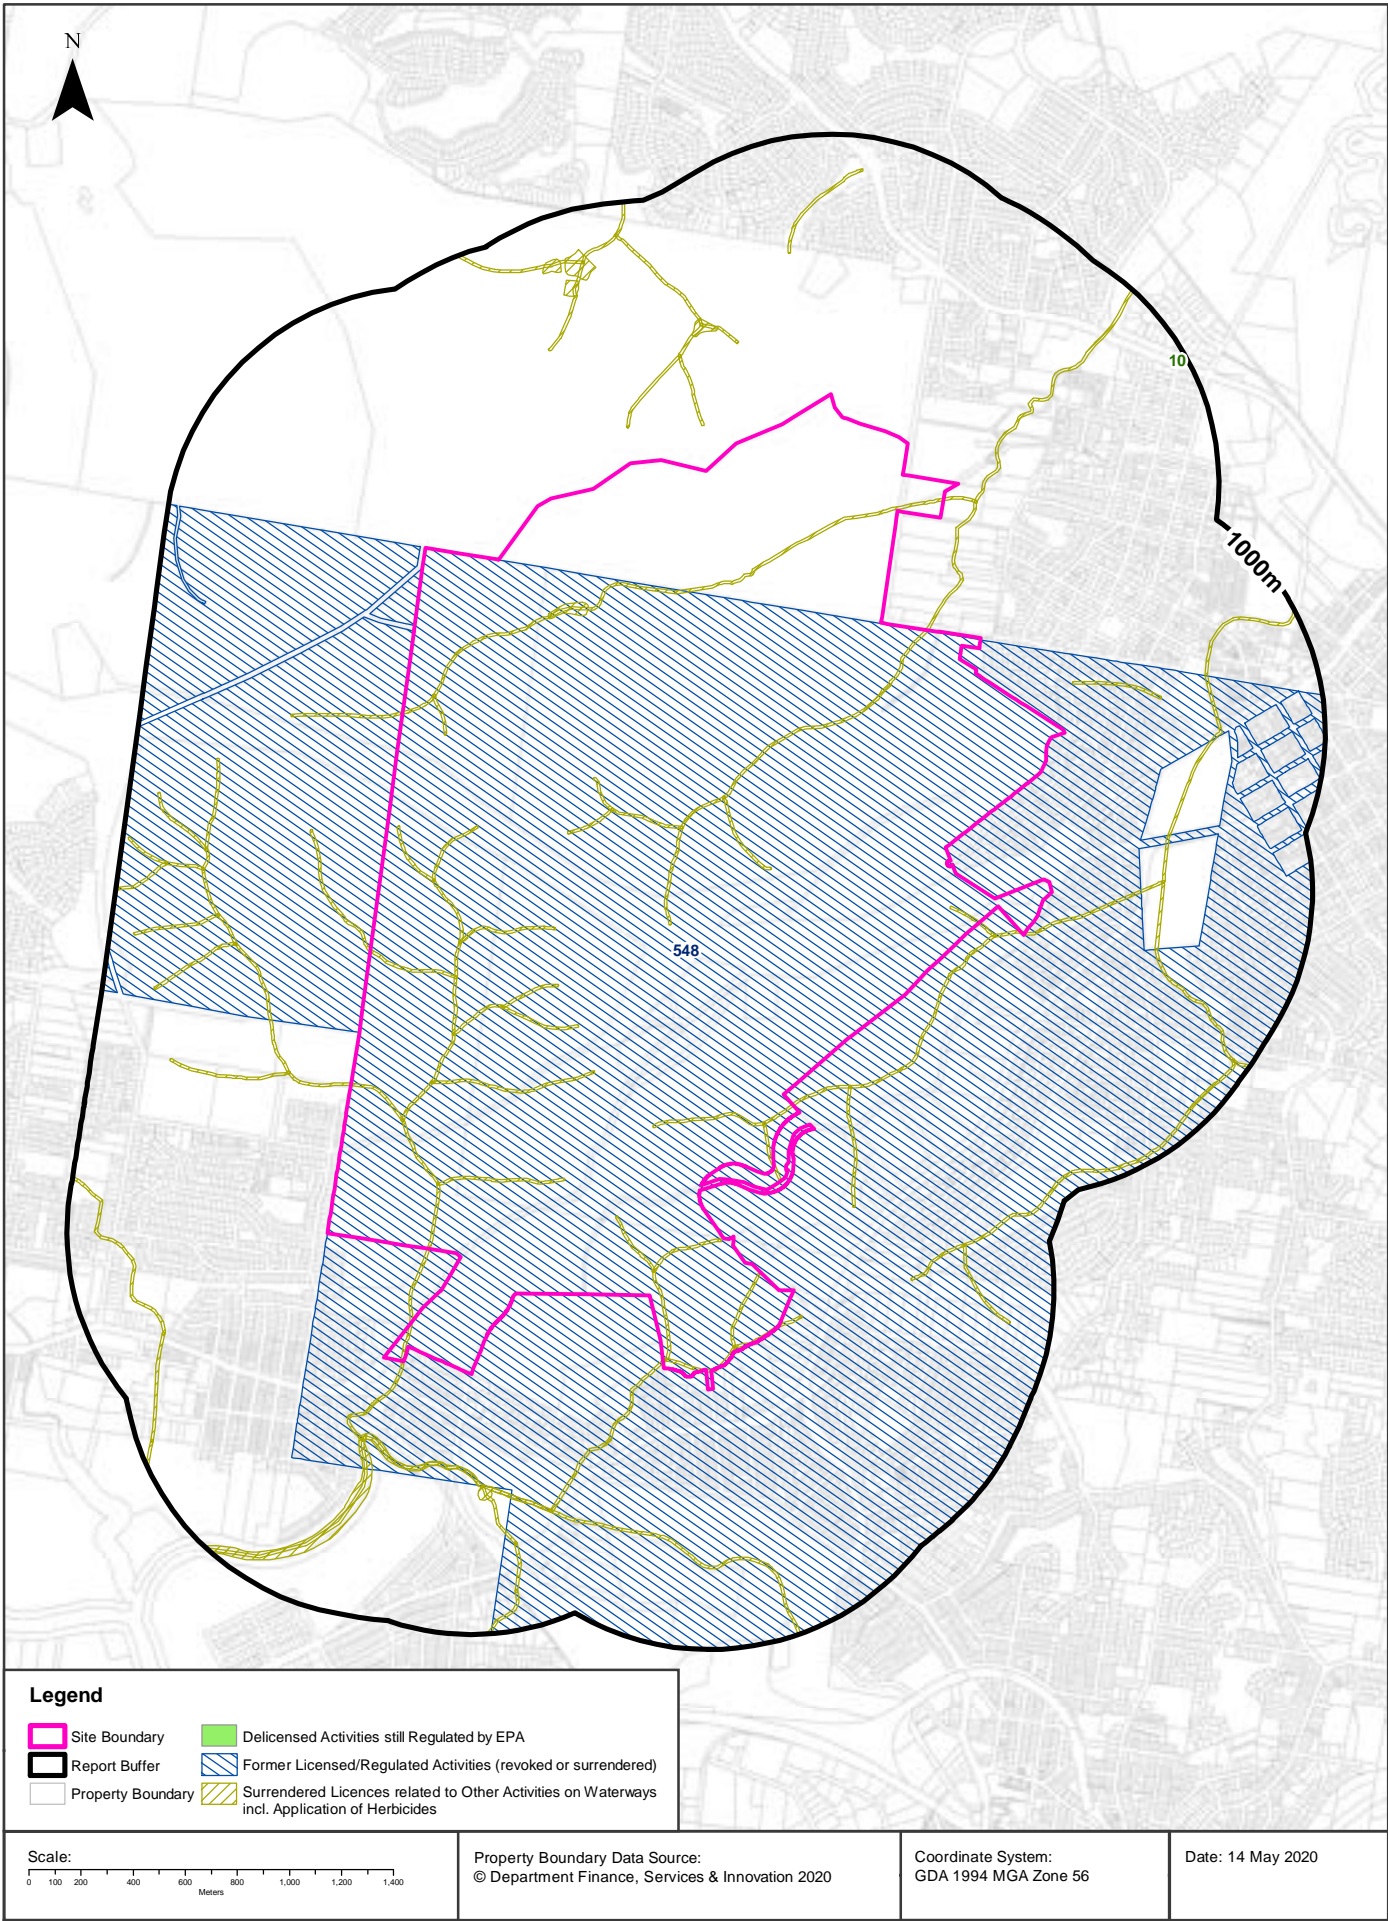 N
10
1000m
548
Legend
Site Boundary
Report Buffer
Property Boundary
Delicensed Activities still Regulated by EPA
Former Licensed/Regulated Activities (revoked or surrendered)
Surrendered Licences related to Other Activities on Waterways
incl. Application of Herbicides
Scale:
0 100 200 400 600 800 1,000 1,200 1,400
Meters
Property Boundary Data Source:
© Department Finance, Services & Innovation 2020
Coordinate System:
GDA 1994 MGA Zone 56
Date: 14 May 2020